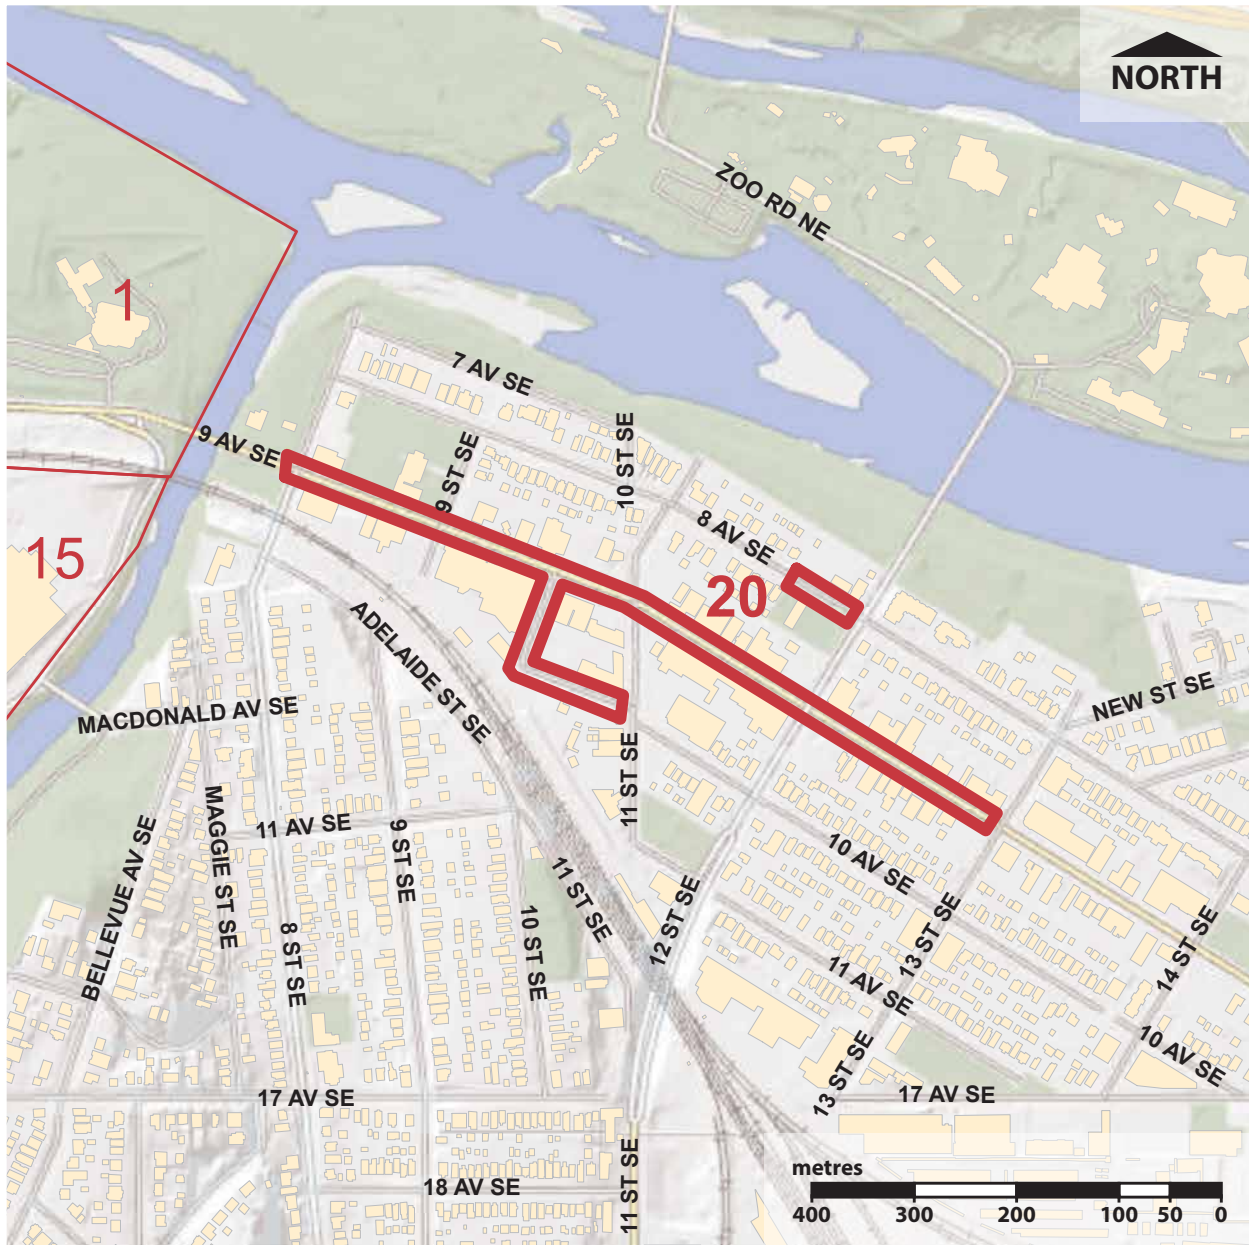 NORTH
ZOO RD NE
1
7 AV SE
9 AV SE
9 ST SE
10 ST SE
8 AV SE
15
20
ADELAIDE ST SE
NEW ST SE
MACDONALD AV SE
11 ST SE
MAGGIE ST SE
11 AV SE
9 ST SE
BELLEVUE AV SE
10 AV SE
11 ST SE
12 ST SE
13 ST SE
8 ST SE
10 ST SE
14 ST SE
11 AV SE
10 AV SE
13 ST SE
17 AV SE
17 AV SE
11 ST SE
18 AV SE
metres
400 300 200 100 50 0